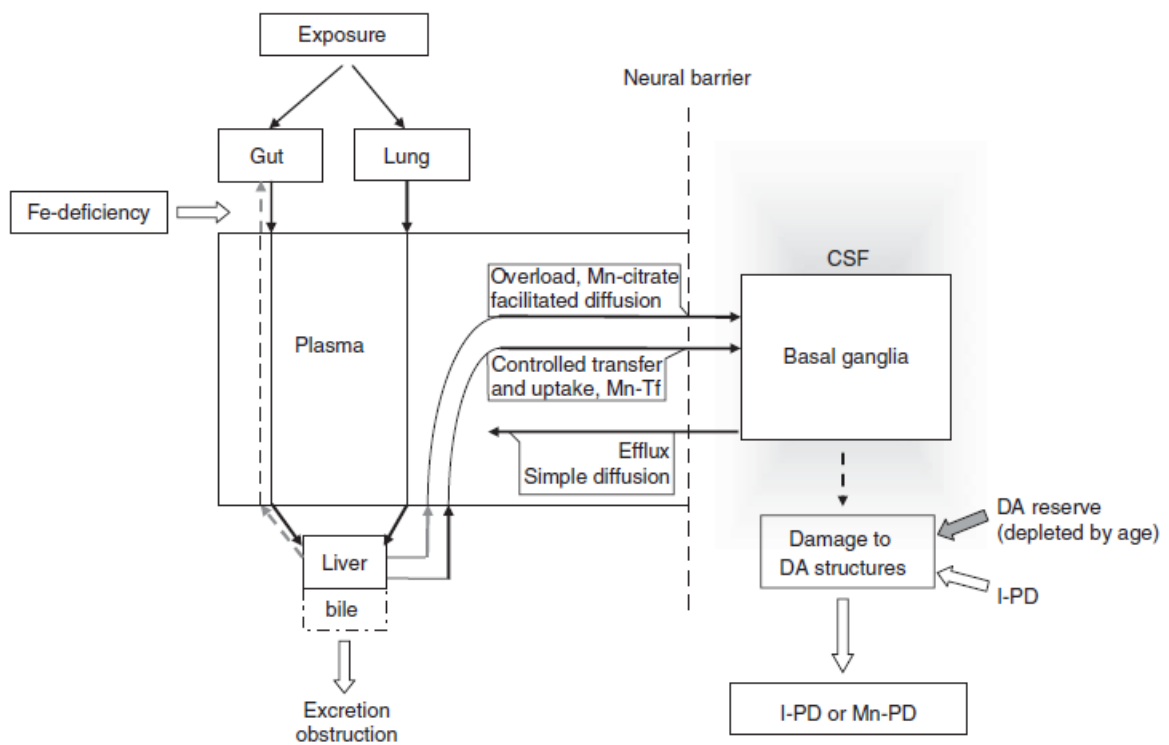 Exposure
Neural barrier
Gut
Lung
Fe-deficiency
CSF
Overload, Mn-citrate
facilitated diffusion
Plasma
Basal ganglia
Controlled transfer
and uptake, Mn-Tf
Efflux
Simple diffusion
DA reserve
(depleted by age)
Damage to
DA structures
Liver
I-PD
bile
Excretion
obstruction
I-PD or Mn-PD